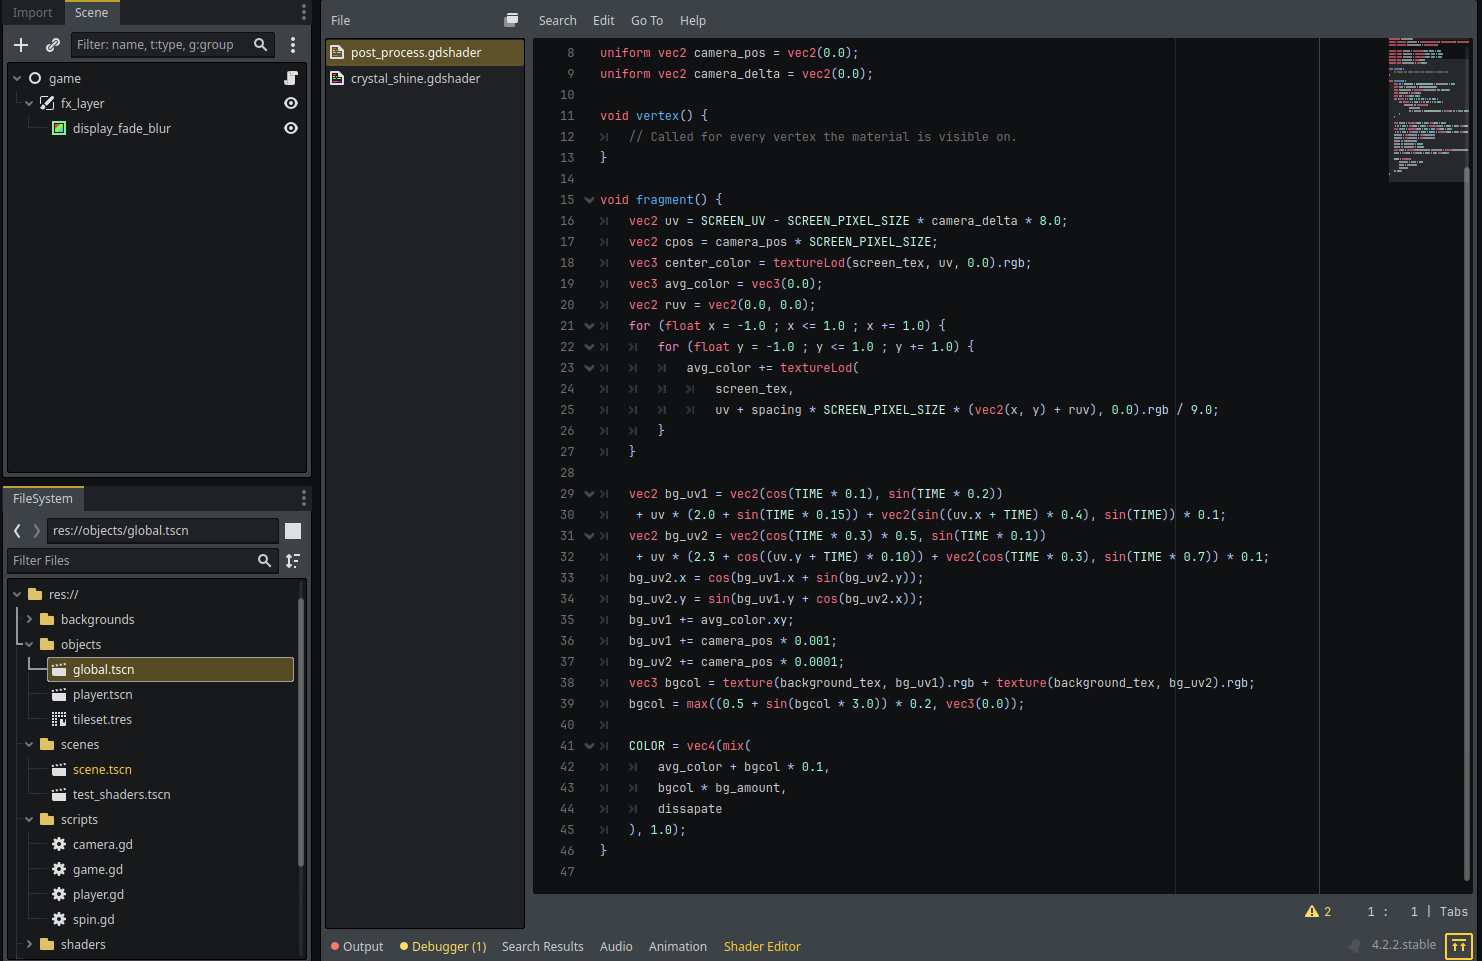 Import
Scene
Filter: name, t:type, g:group
game
fx_layer
display_fade_blur
FileSystem
res://objects/global.tscn
Filter Files
res://
backgrounds
objects
global.tscn
player.tscn
tileset.tres
scenes
scene.tscn
test_shaders.tscn
scripts
camera.gd
game.gd
player.gd
spin.gd
shaders
File
Search
Edit
Go To
Help
post_process.gdshader
crystal_shine.gdshader
8 uniform vec2 camera_pos = vec2(0.0);
9 uniform vec2 camera_delta = vec2(0.0);
10
11 void vertex() {
12 // Called for every vertex the material is visible on.
13 }
14
15 void fragment() {
16 vec2 uv = SCREEN_UV - SCREEN_PIXEL_SIZE * camera_delta * 8.0;
17 vec2 cpos = camera_pos * SCREEN_PIXEL_SIZE;
18 vec3 center_color = textureLod(screen_tex, uv, 0.0).rgb;
19 vec3 avg_color = vec3(0.0);
20 vec2 ruv = vec2(0.0, 0.0);
21 for (float x = -1.0 ; x <= 1.0 ; x += 1.0) {
22 for (float y = -1.0 ; y <= 1.0 ; y += 1.0) {
23 avg_color += textureLod(
24 screen_tex,
25 uv + spacing * SCREEN_PIXEL_SIZE * (vec2(x, y) + ruv), 0.0).rgb / 9.0;
26 }
27 }
28
29 vec2 bg_uv1 = vec2(cos(TIME * 0.1), sin(TIME * 0.2))
30 + uv * (2.0 + sin(TIME * 0.15)) + vec2(sin((uv.x + TIME) * 0.4), sin(TIME)) * 0.1;
31 vec2 bg_uv2 = vec2(cos(TIME * 0.3) * 0.5, sin(TIME * 0.1))
32 + uv * (2.3 + cos((uv.y + TIME) * 0.10)) + vec2(cos(TIME * 0.3), sin(TIME * 0.7)) * 0.1;
33 bg_uv2.x = cos(bg_uv1.x + sin(bg_uv2.y));
34 bg_uv2.y = sin(bg_uv1.y + cos(bg_uv2.x));
35 bg_uv1 += avg_color.xy;
36 bg_uv1 += camera_pos * 0.001;
37 bg_uv2 += camera_pos * 0.0001;
38 vec3 bgcol = texture(background_tex, bg_uv1).rgb + texture(background_tex, bg_uv2).rgb;
39 bgcol = max((0.5 + sin(bgcol * 3.0)) * 0.2, vec3(0.0));
40
41 COLOR = vec4(mix(
42 avg_color + bgcol * 0.1,
43 bgcol * bg_amount,
44 dissapate
45 ), 1.0);
46 }
47
2 1 : 1 | Tabs
Output
Debugger (1)
Search Results
Audio
Animation
Shader Editor
4.2.2.stable